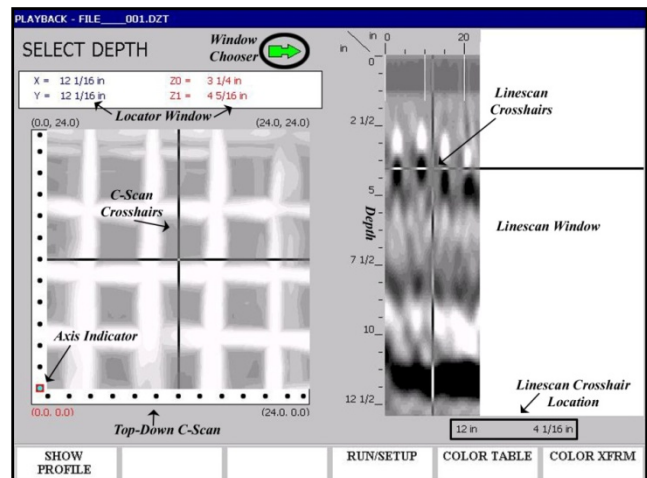 PLAYBACK - FILE____001.DZT
SELECT DEPTH
Window
Chooser
X = 12 1/16 in
Z0 = 3 1/4 in
Y = 12 1/16 in
Z1 = 4 5/16 in
Locator Window
(0.0, 24.0)
(24.0, 24.0)
C-Scan
Crosshairs
Axis Indicator
(0.0, 0.0)
(24.0, 0.0)
Top-Down C-Scan
in
in
0
20
0
2 1/2
5
7 1/2
10
12 1/2
Depth
Linescan
Crosshairs
Linescan Window
Linescan Crosshair
Location
12 in
4 1/16 in
SHOW
PROFILE
RUN/SETUP
COLOR TABLE
COLOR XFRM